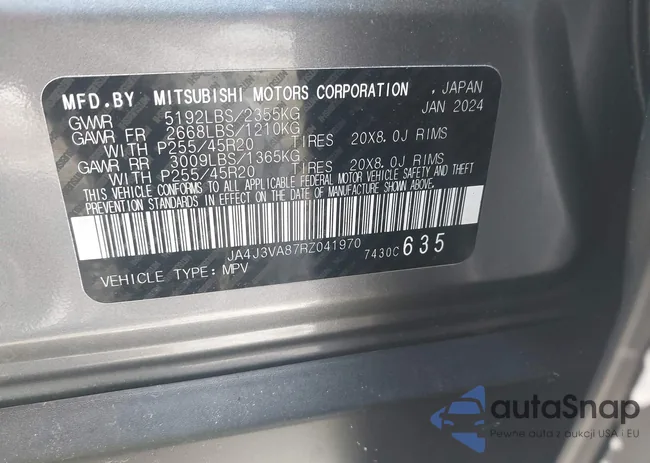 MFD.BY MITSUBISHI MOTORS CORPORATION , JAPAN
GVWR 5192LBS/2355KG JAN 2024
GAWR FR 2668LBS/1210KG
WITH P255/45R20 TIRES 20X8.0J RIMS
GAWR RR 3009LBS/1365KG
WITH P255/45R20 TIRES 20X8.0J RIMS
THIS VEHICLE CONFORMS TO ALL APPLICABLE FEDERAL MOTOR VEHICLE SAFETY AND THEFT
PREVENTION STANDARDS IN EFFECT ON THE DATE OF MANUFACTURE SHOWN ABOVE.
JA4J3VA87RZ041970 7430C 635
VEHICLE TYPE: MPV
autaSnap
Pewne auta z aukcji USA i EU